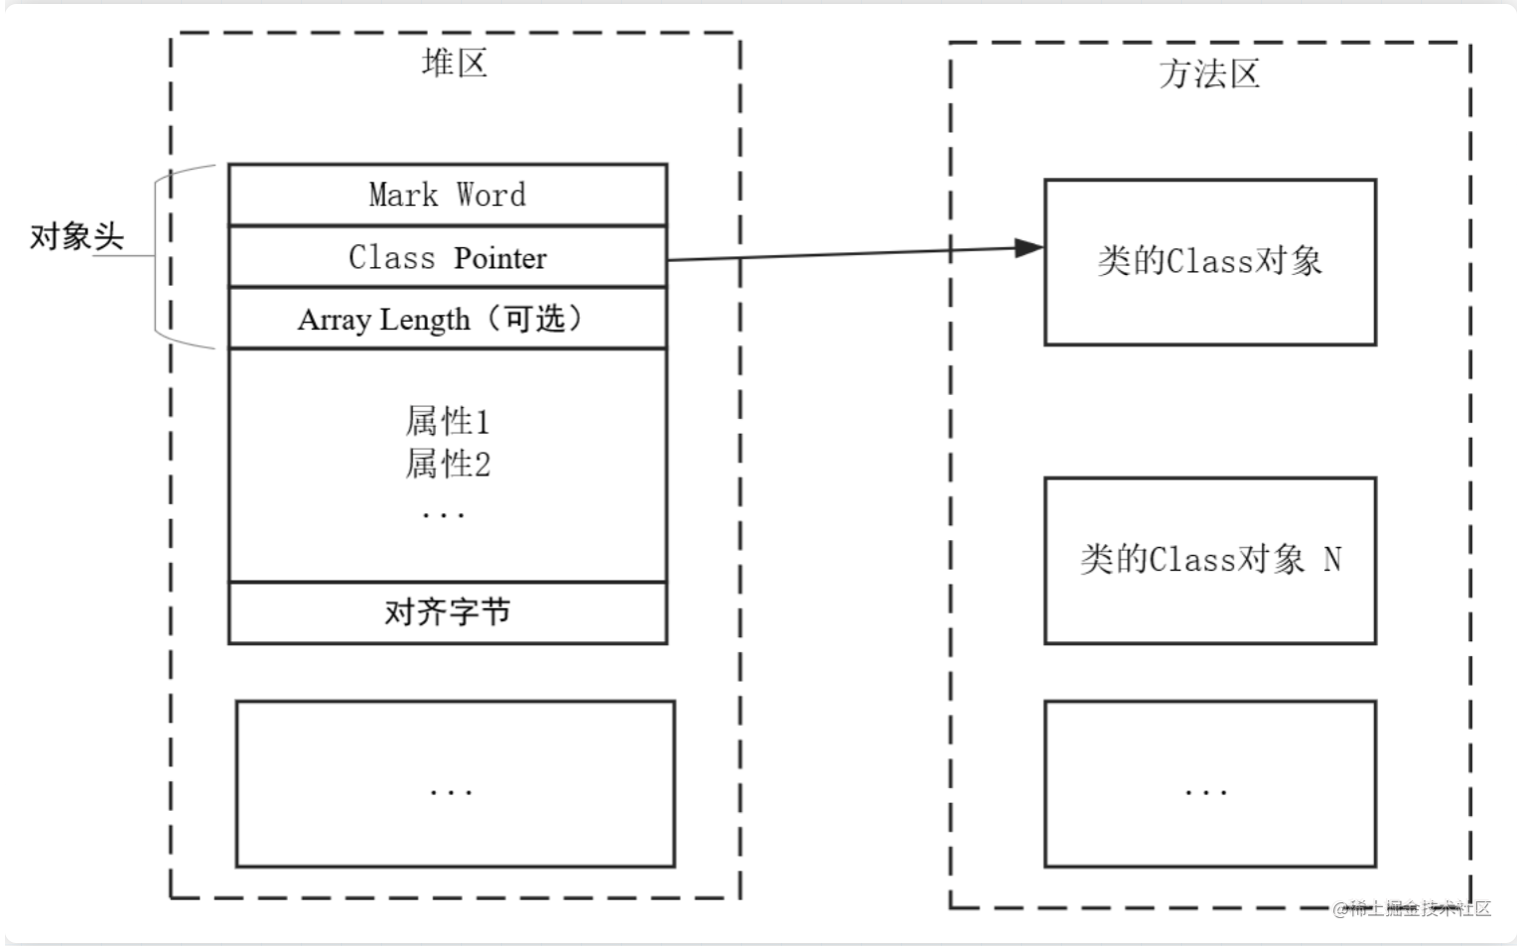 堆区
Mark Word
Class Pointer
Array Length（可选）
对象头
属性1
属性2
...
对齐字节
...
方法区
类的Class对象
类的Class对象 N
...
@稀土掘金技术社区